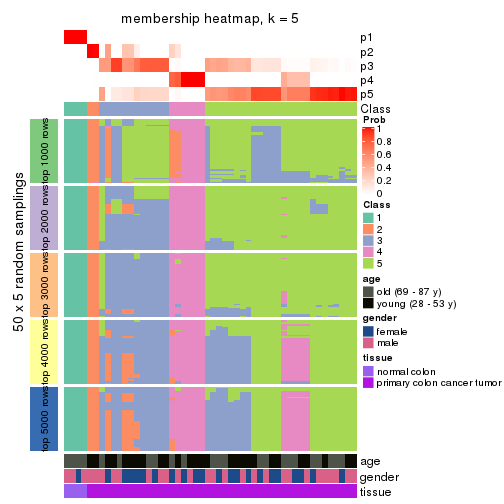 membership heatmap, k = 5
p1
p2
p3
p4
p5
Class
50 x 5 random samplings
top 1000 rows
top 2000 rows
top 3000 rows
top 4000 rows
top 5000 rows
age
gender
tissue
Prob
1
0.8
0.6
0.4
0.2
0
Class
1
2
3
4
5
age
old (69 - 87 y)
young (28 - 53 y)
gender
female
male
tissue
normal colon
primary colon cancer tumor